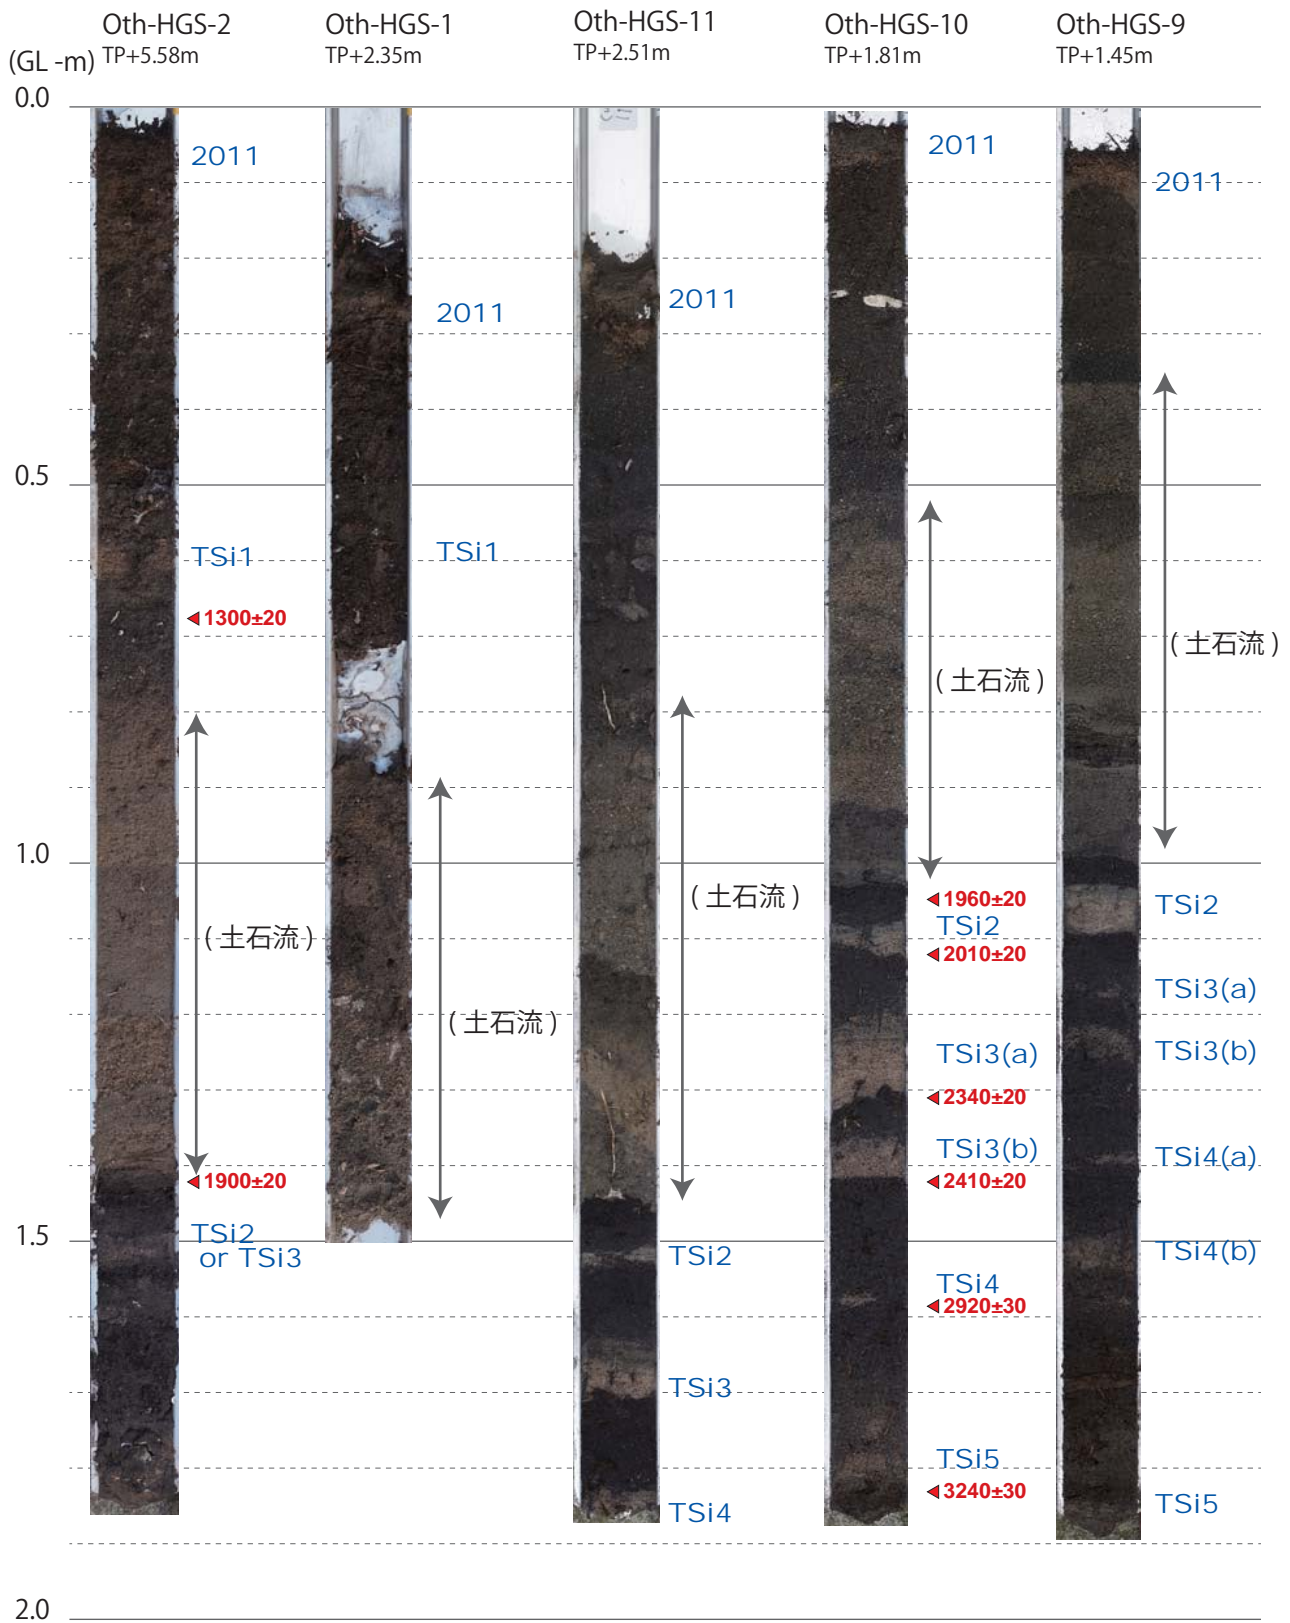 Oth-HGS-2
TP+5.58m
Oth-HGS-1
TP+2.35m
Oth-HGS-11
TP+2.51m
Oth-HGS-10
TP+1.81m
Oth-HGS-9
TP+1.45m
(GL -m)
0.0
0.5
1.0
1.5
2.0
2011
TSi1
1300±20
(土石流)
1900±20
TSi2
or TSi3
2011
TSi1
(土石流)
2011
(土石流)
TSi2
TSi3
TSi4
2011
(土石流)
1960±20
TSi2
2010±20
TSi3(a)
2340±20
TSi3(b)
2410±20
TSi4
2920±30
TSi5
3240±30
2011
(土石流)
TSi2
TSi3(a)
TSi3(b)
TSi4(a)
TSi4(b)
TSi5